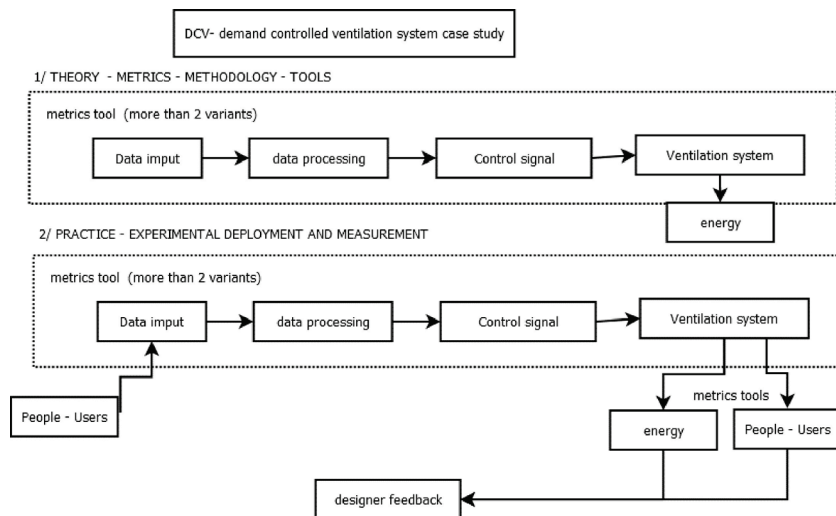 DCV- demand controlled ventilation system case study
1/ THEORY - METRICS - METHODOLOGY - TOOLS
metrics tool (more than 2 variants)
Data imput
data processing
Control signal
Ventilation system
energy
2/ PRACTICE - EXPERIMENTAL DEPLOYMENT AND MEASUREMENT
metrics tool (more than 2 variants)
Data imput
data processing
Control signal
Ventilation system
People - Users
metrics tools
energy
People - Users
designer feedback